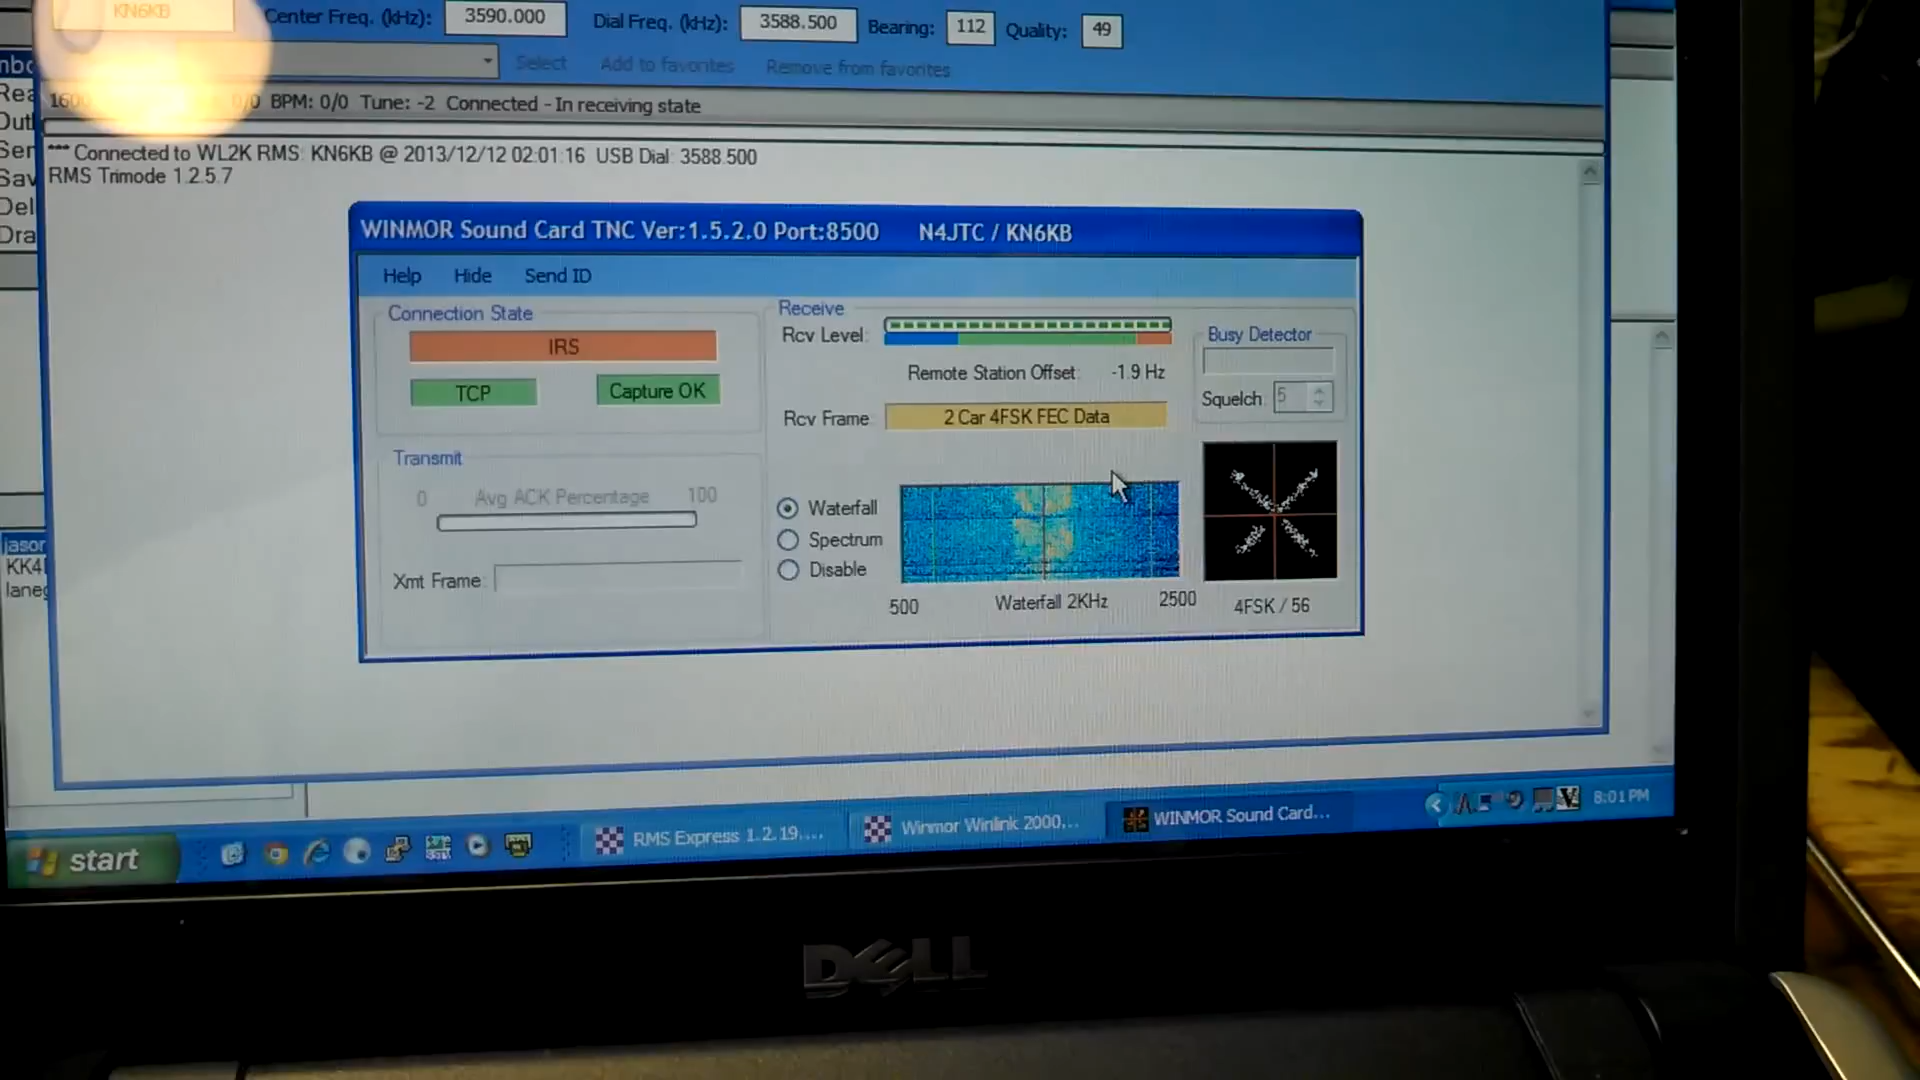 KN6KB Center Freq. (kHz): 3590.000 Dial Freq. (kHz): 3588.500 Bearing: 112 Quality: 49
Select Add to favorites Remove from favorites
0/0 BPM: 0/0 Tune: -2 Connected - In receiving state
*** Connected to WL2K RMS: KN6KB @ 2013/12/12 02:01:16 USB Dial: 3588.500
RMS Trimode 1.2.5.7
WINMOR Sound Card TNC Ver:1.5.2.0 Port:8500 N4JTC / KN6KB
Help Hide Send ID
Connection State
IRS
TCP Capture OK
Receive
Rcv Level:
Remote Station Offset: -1.9 Hz
Rcv Frame: 2 Car 4FSK FEC Data
Busy Detector
Squelch: 5
Transmit
0 Avg ACK Percentage 100
Xmt Frame:
Waterfall
Spectrum
Disable
500 Waterfall 2KHz 2500
4FSK / 56
start
RMS Express 1.2.19....
Winmor Winlink 2000,...
WINMOR Sound Card...
8:01 PM
DELL